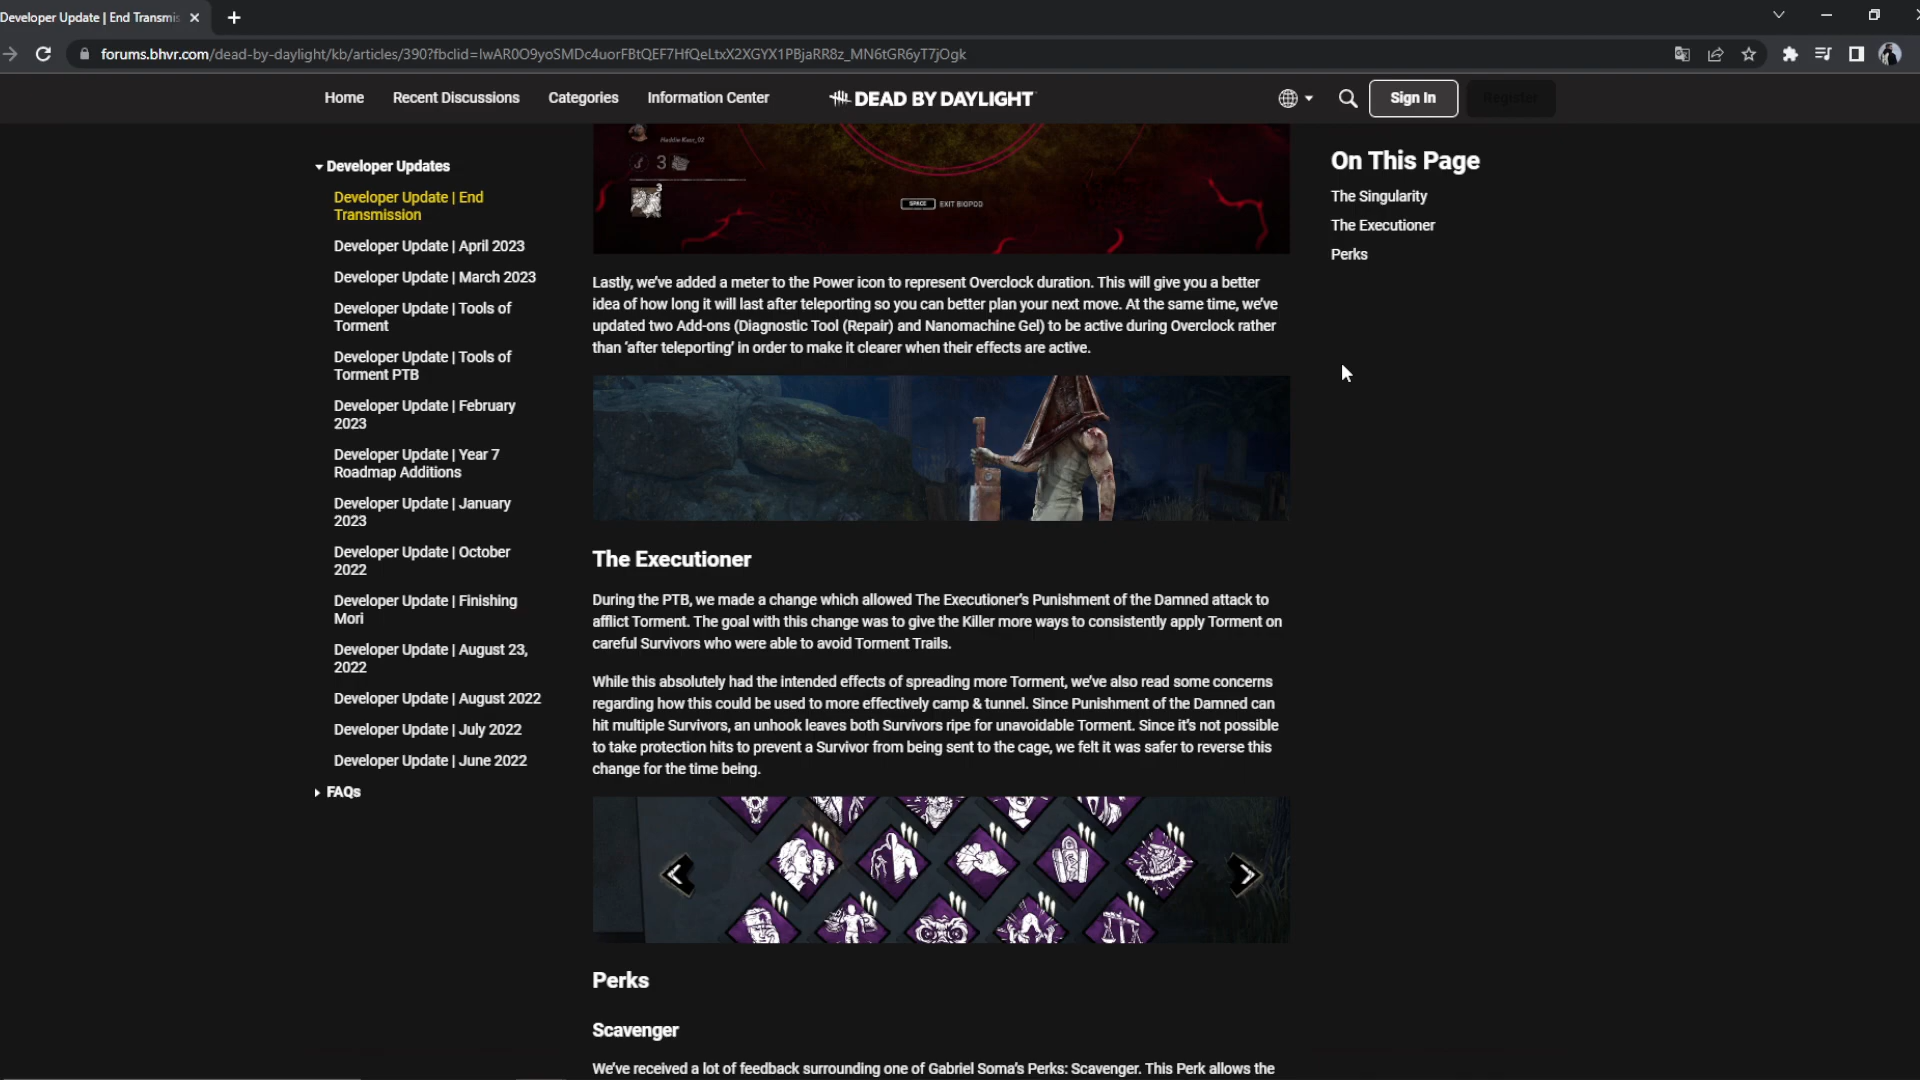 Developer Update | End Transmis
forums.bhvr.com/dead-by-daylight/kb/articles/390?fbclid=IwAR0O9yoSMDc4uorFBtQEF7HfQeLtxX2XGYX1PBjaRR8z_MN6tGR6yT7jOgk
Home
Recent Discussions
Categories
Information Center
DEAD BY DAYLIGHT
Sign In
Register
Developer Updates
Developer Update | End
Transmission
Developer Update | April 2023
Developer Update | March 2023
Developer Update | Tools of
Torment
Developer Update | Tools of
Torment PTB
Developer Update | February
2023
Developer Update | Year 7
Roadmap Additions
Developer Update | January
2023
Developer Update | October
2022
Developer Update | Finishing
Mori
Developer Update | August 23,
2022
Developer Update | August 2022
Developer Update | July 2022
Developer Update | June 2022
FAQs
3
3
SPACE EXIT BIOPOD
Lastly, we've added a meter to the Power icon to represent Overclock duration. This will give you a better
idea of how long it will last after teleporting so you can better plan your next move. At the same time, we've
updated two Add-ons (Diagnostic Tool (Repair) and Nanomachine Gel) to be active during Overclock rather
than ‘after teleporting’ in order to make it clearer when their effects are active.
The Executioner
During the PTB, we made a change which allowed The Executioner's Punishment of the Damned attack to
afflict Torment. The goal with this change was to give the Killer more ways to consistently apply Torment on
careful Survivors who were able to avoid Torment Trails.
While this absolutely had the intended effects of spreading more Torment, we've also read some concerns
regarding how this could be used to more effectively camp & tunnel. Since Punishment of the Damned can
hit multiple Survivors, an unhook leaves both Survivors ripe for unavoidable Torment. Since it's not possible
to take protection hits to prevent a Survivor from being sent to the cage, we felt it was safer to reverse this
change for the time being.
Perks
Scavenger
We've received a lot of feedback surrounding one of Gabriel Soma's Perks: Scavenger. This Perk allows the
On This Page
The Singularity
The Executioner
Perks